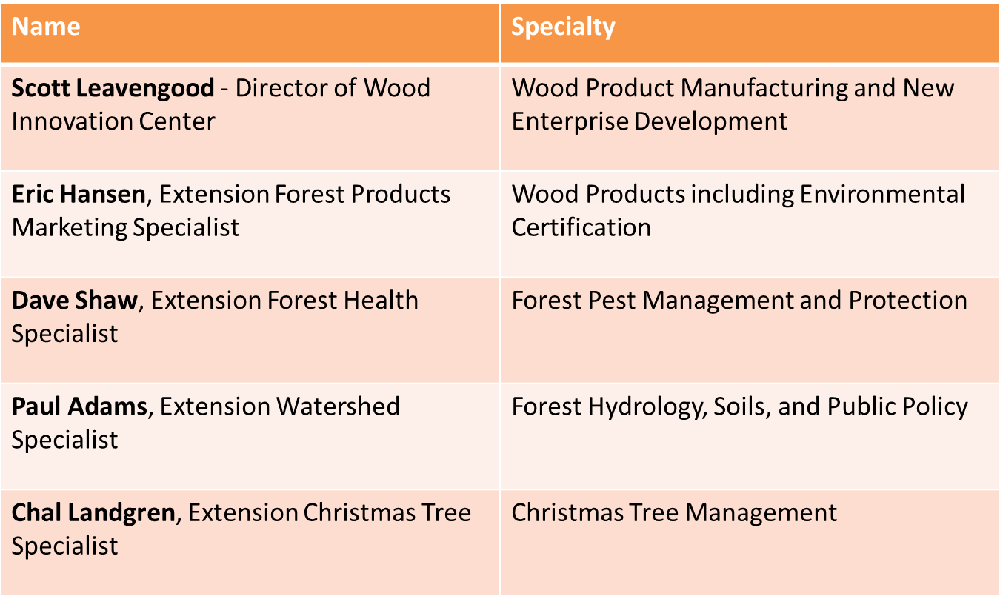 Name
Specialty
Scott Leavengood - Director of Wood
Innovation Center
Wood Product Manufacturing and New
Enterprise Development
Eric Hansen, Extension Forest Products
Marketing Specialist
Wood Products including Environmental
Certification
Dave Shaw, Extension Forest Health
Specialist
Forest Pest Management and Protection
Paul Adams, Extension Watershed
Specialist
Forest Hydrology, Soils, and Public Policy
Chal Landgren, Extension Christmas Tree
Specialist
Christmas Tree Management